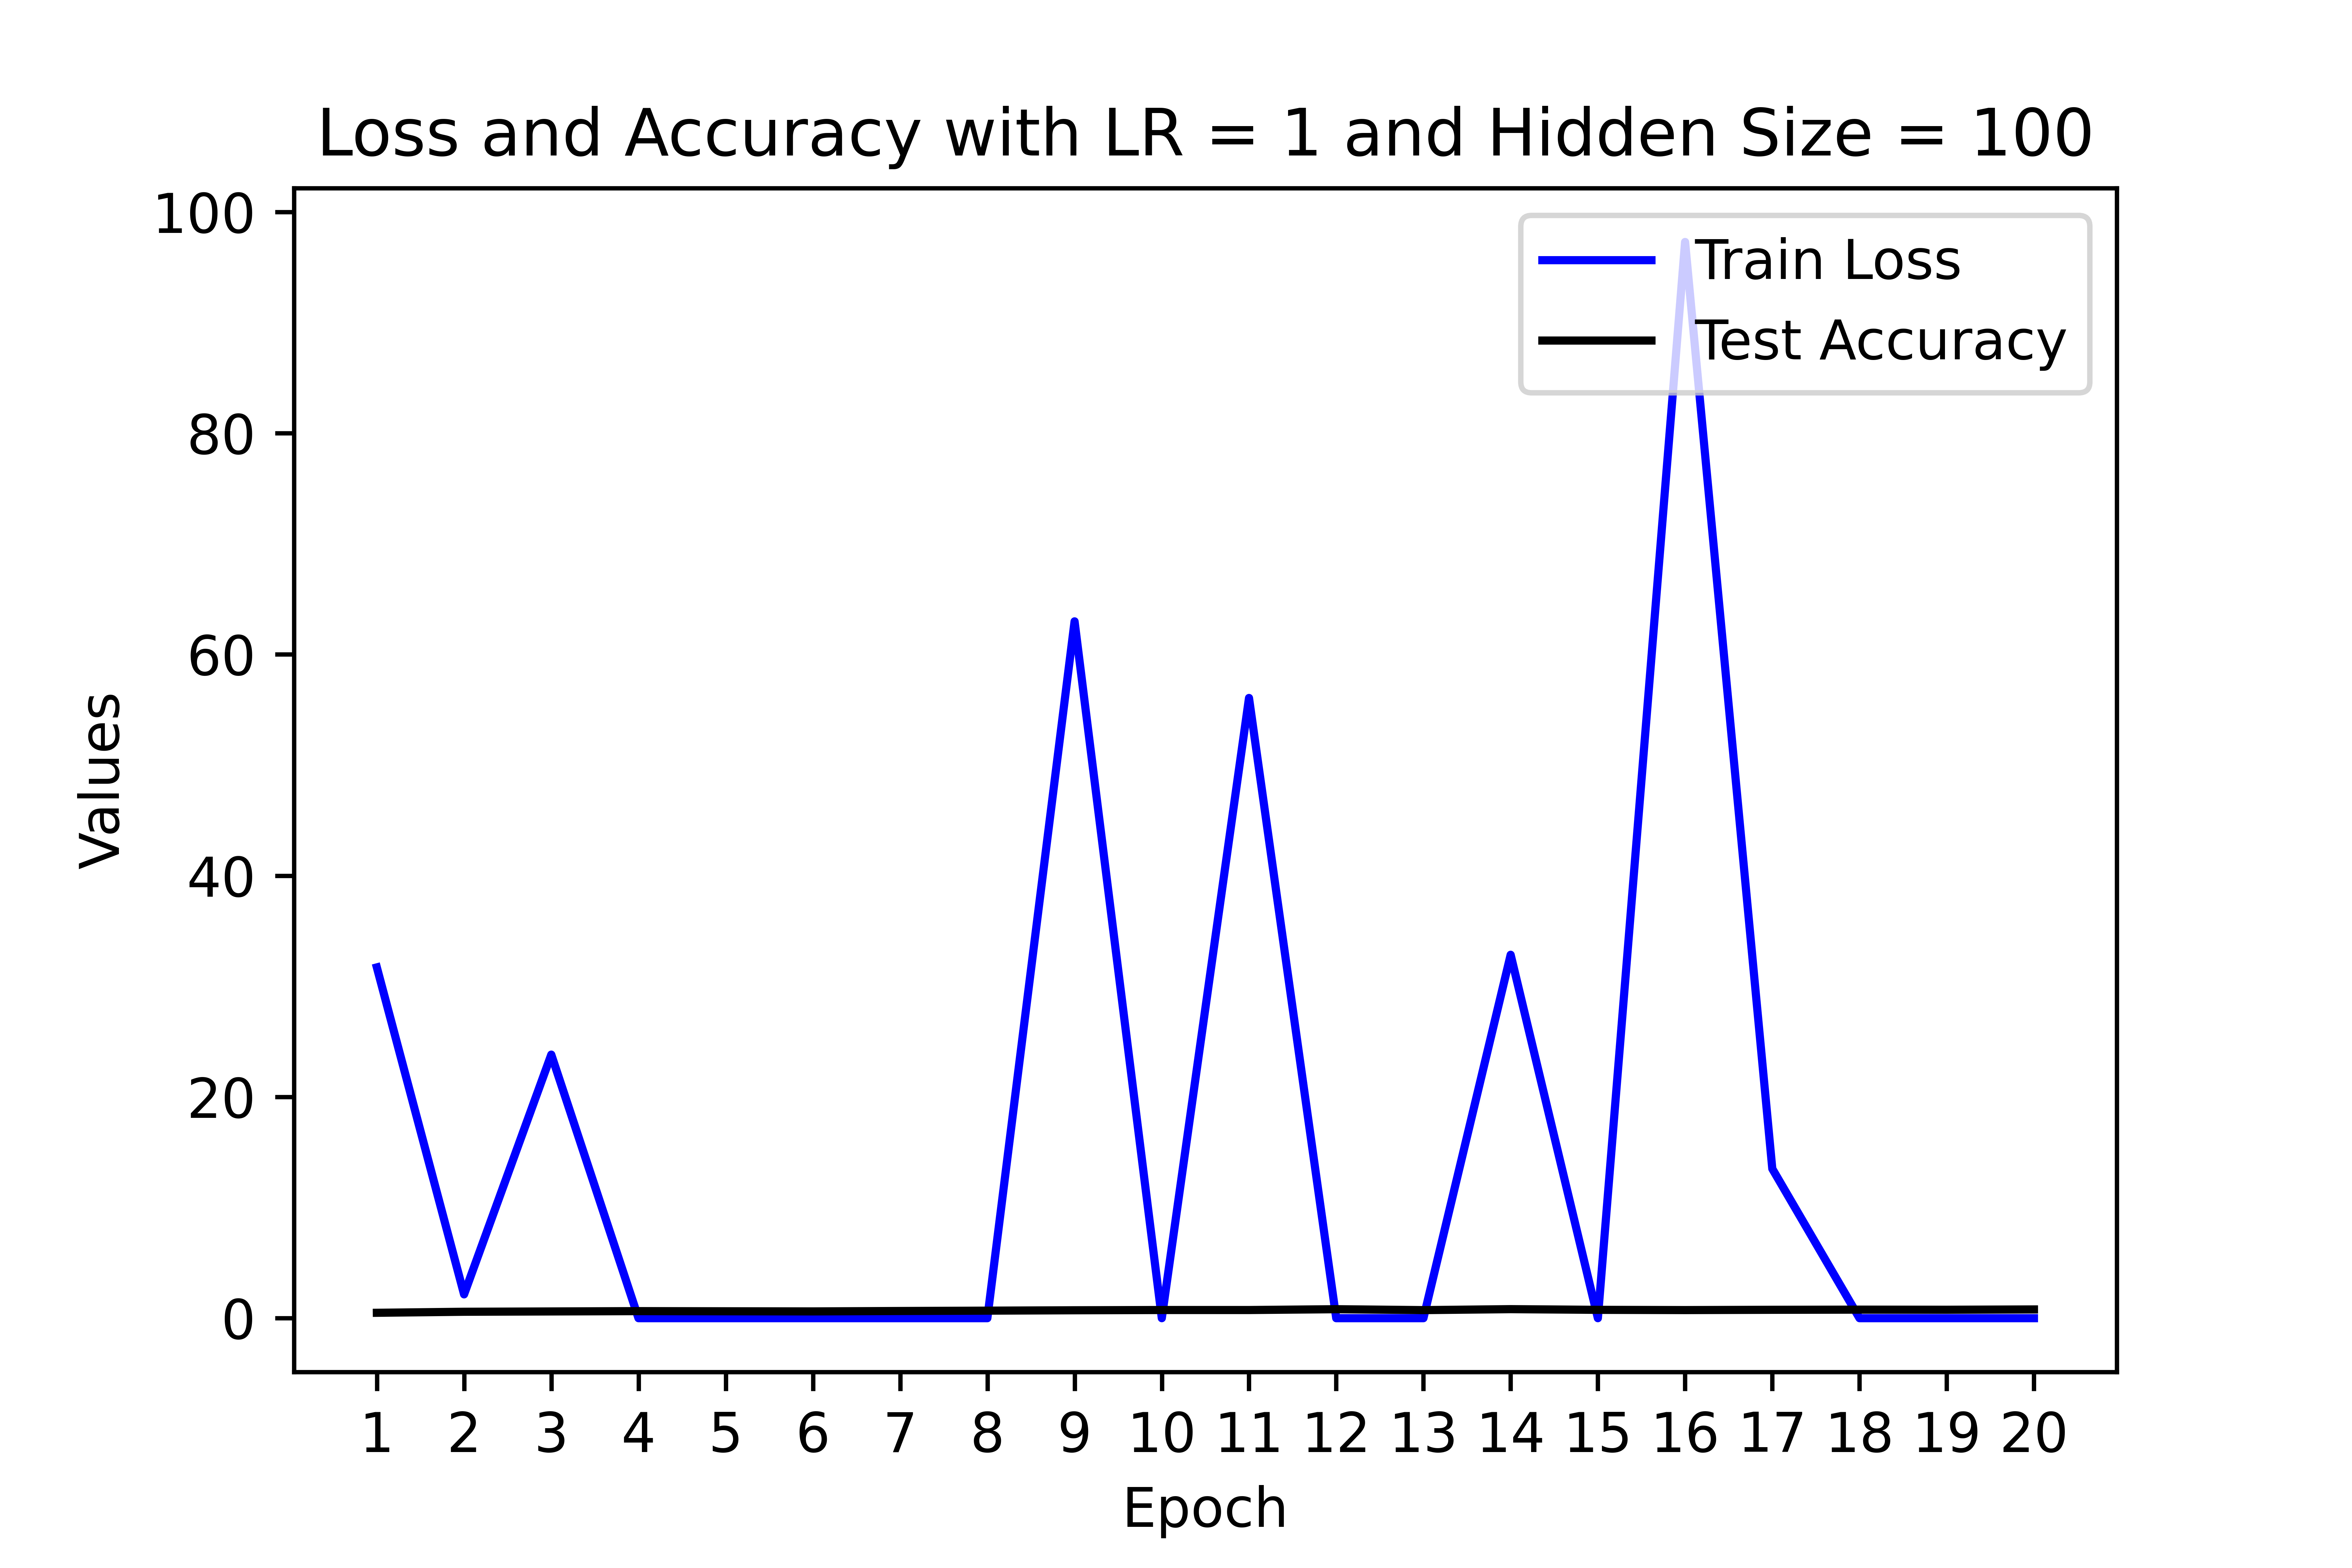 Loss and Accuracy with LR = 1 and Hidden Size = 100
100
80
60
40
20
0
Values
Train Loss
Test Accuracy
1 2 3 4 5 6 7 8 9 10 11 12 13 14 15 16 17 18 19 20
Epoch